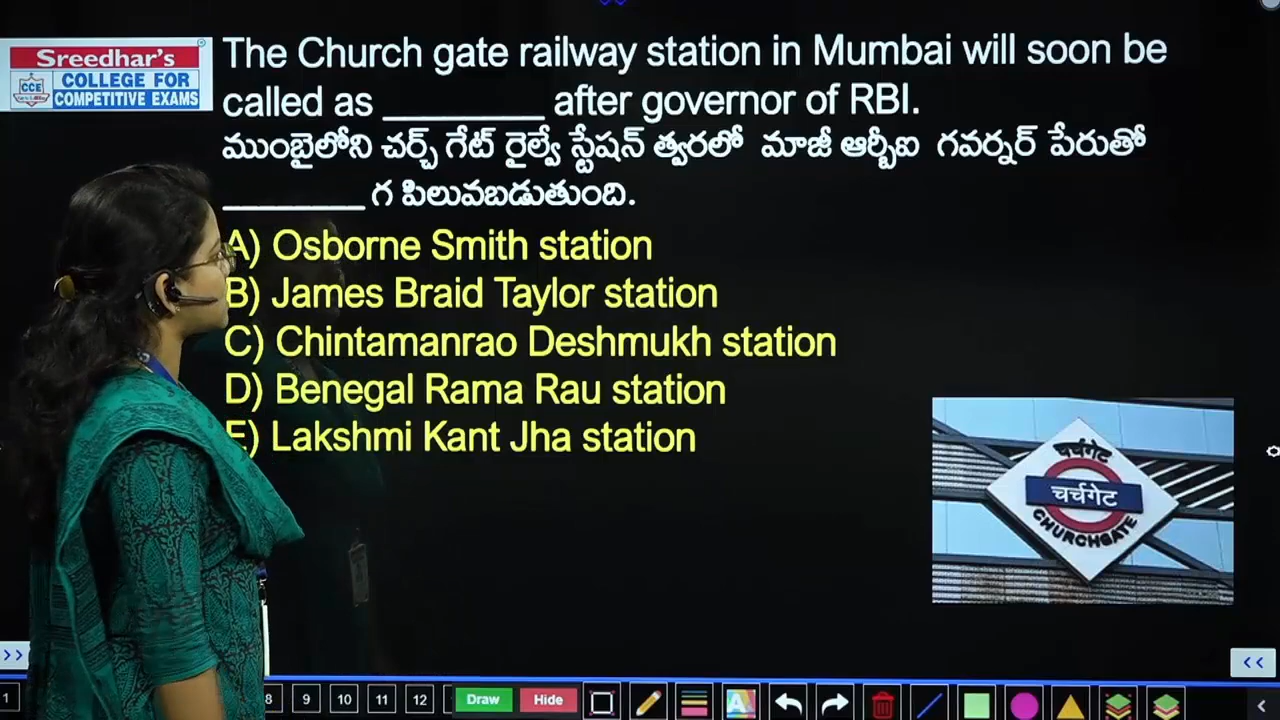 Sreedhar's
CCE
COLLEGE FOR
COMPETITIVE EXAMS
The Church gate railway station in Mumbai will soon be
called as ________ after governor of RBI.
ముంబైలోని చర్చ్ గేట్ రైల్వే స్టేషన్ త్వరలో మాజీ ఆర్బీఐ గవర్నర్ పేరుతో
________ గ పిలువబడుతుంది.
A) Osborne Smith station
B) James Braid Taylor station
C) Chintamanrao Deshmukh station
D) Benegal Rama Rau station
E) Lakshmi Kant Jha station
चर्चगेट
चर्चगेट
CHURCHGATE
>>
<<
1 8 9 10 11 12 Draw Hide A